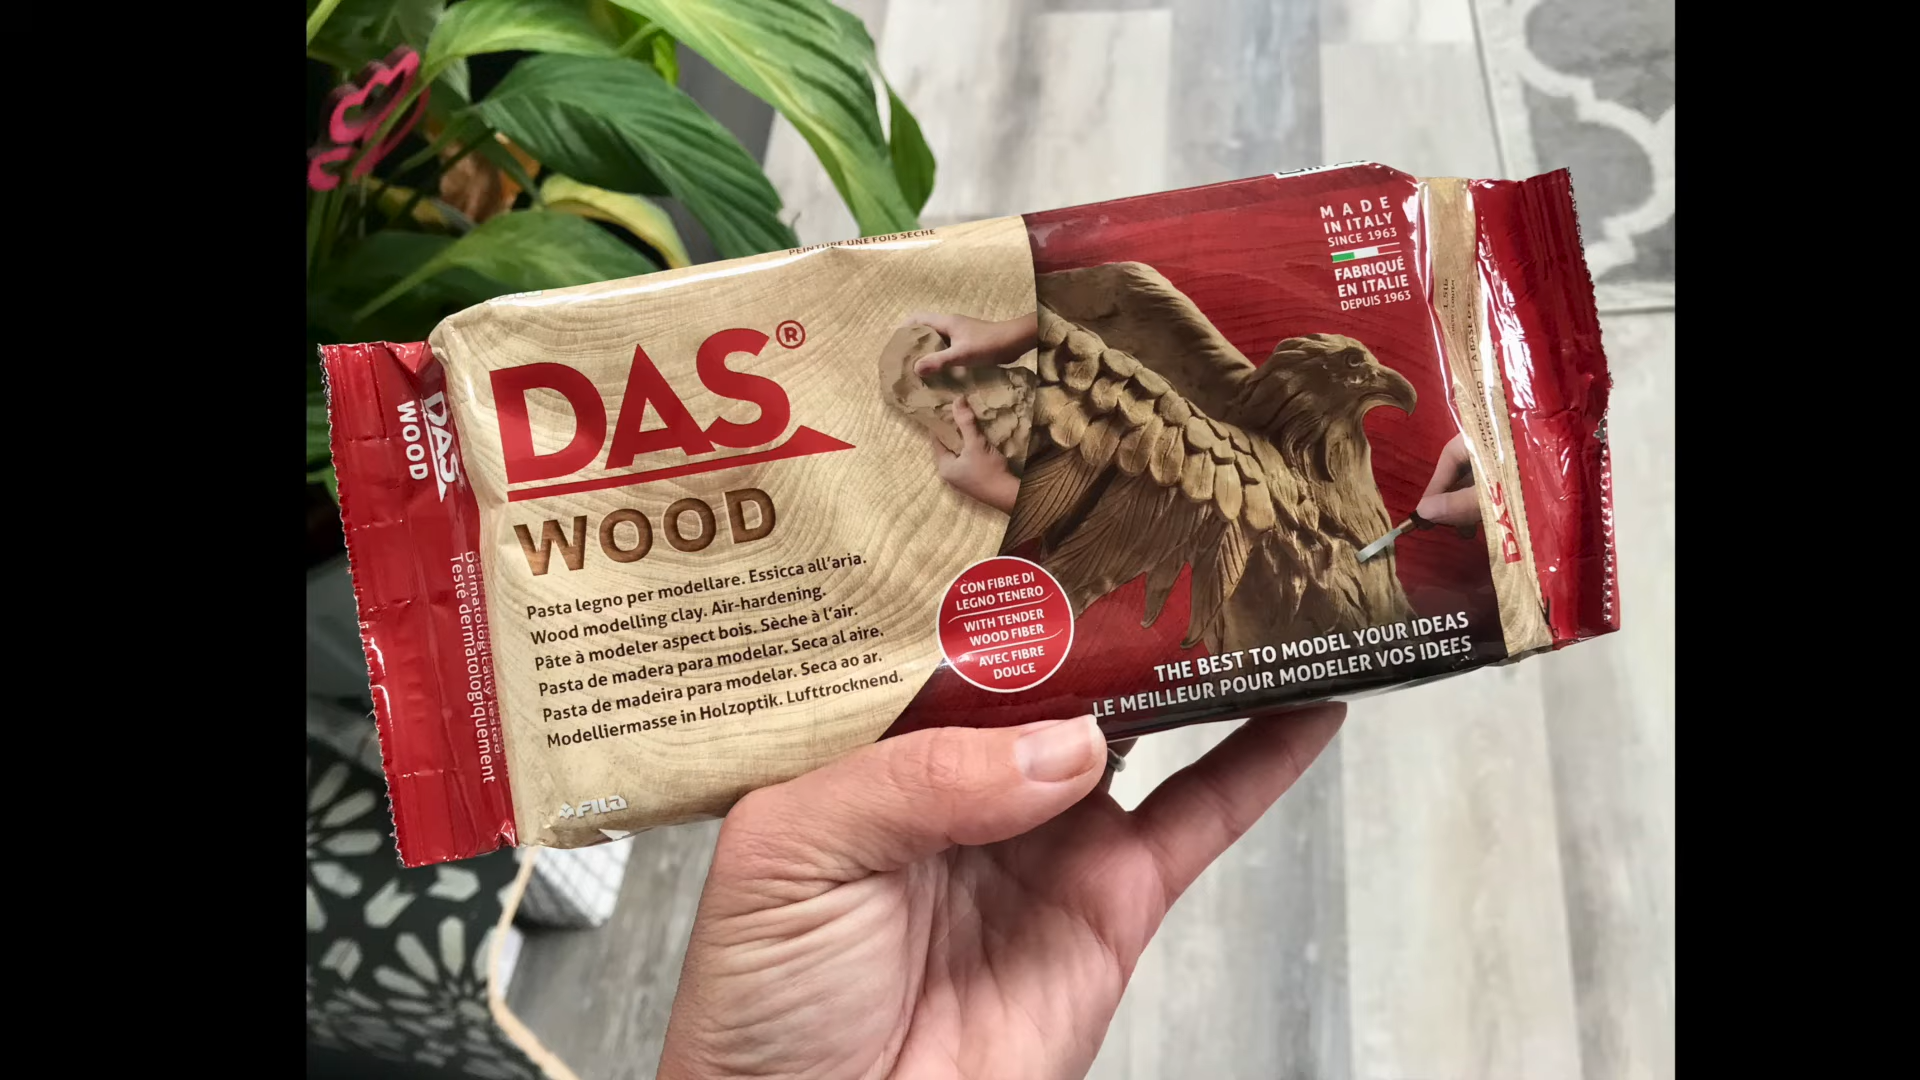 PEINTURE UNE FOIS SECHE
MADE
IN ITALY
SINCE 1963
FABRIQUÉ
EN ITALIE
DEPUIS 1963
DAS®
WOOD
DAS
WOOD
Pasta legno per modellare. Essicca all'aria.
Wood modelling clay. Air-hardening.
Pâte à modeler aspect bois. Sèche à l'air.
Pasta de madera para modelar. Seca al aire.
Pasta de madeira para modelar. Seca ao ar.
Modelliermasse in Holzoptik. Lufttrocknend.
CON FIBRE DI
LEGNO TENERO
WITH TENDER
WOOD FIBER
AVEC FIBRE
DOUCE
THE BEST TO MODEL YOUR IDEAS
LE MEILLEUR POUR MODELER VOS IDEES
Dermatologically tested
Testé dermatologiquement
FILA
DAS